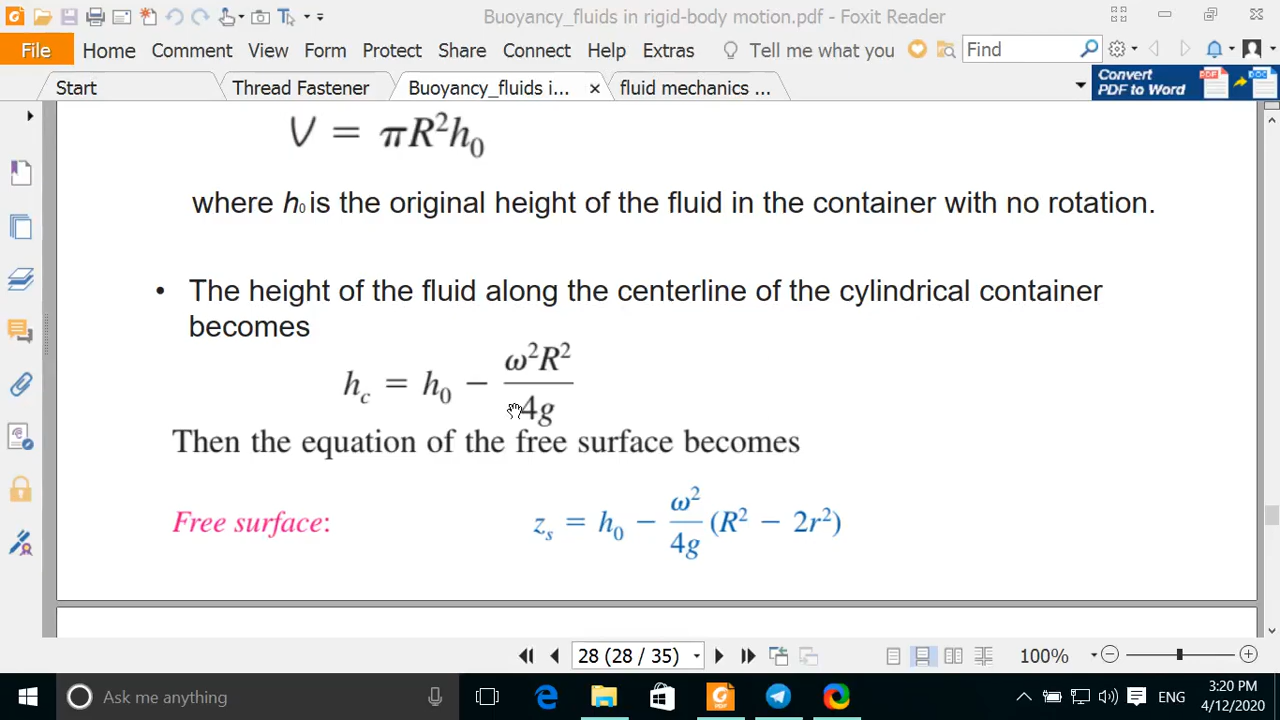 Buoyancy_fluids in rigid-body motion.pdf - Foxit Reader
File Home Comment View Form Protect Share Connect Help Extras Tell me what you Find
Start Thread Fastener Buoyancy_fluids i... × fluid mechanics ... Convert PDF to Word
V = πR²h₀
where h₀ is the original height of the fluid in the container with no rotation.
• The height of the fluid along the centerline of the cylindrical container
becomes
h_c = h₀ − ω²R²/4g
Then the equation of the free surface becomes
Free surface: z_s = h₀ − ω²/4g (R² − 2r²)
28 (28 / 35) 100%
Ask me anything ENG 3:20 PM
4/12/2020